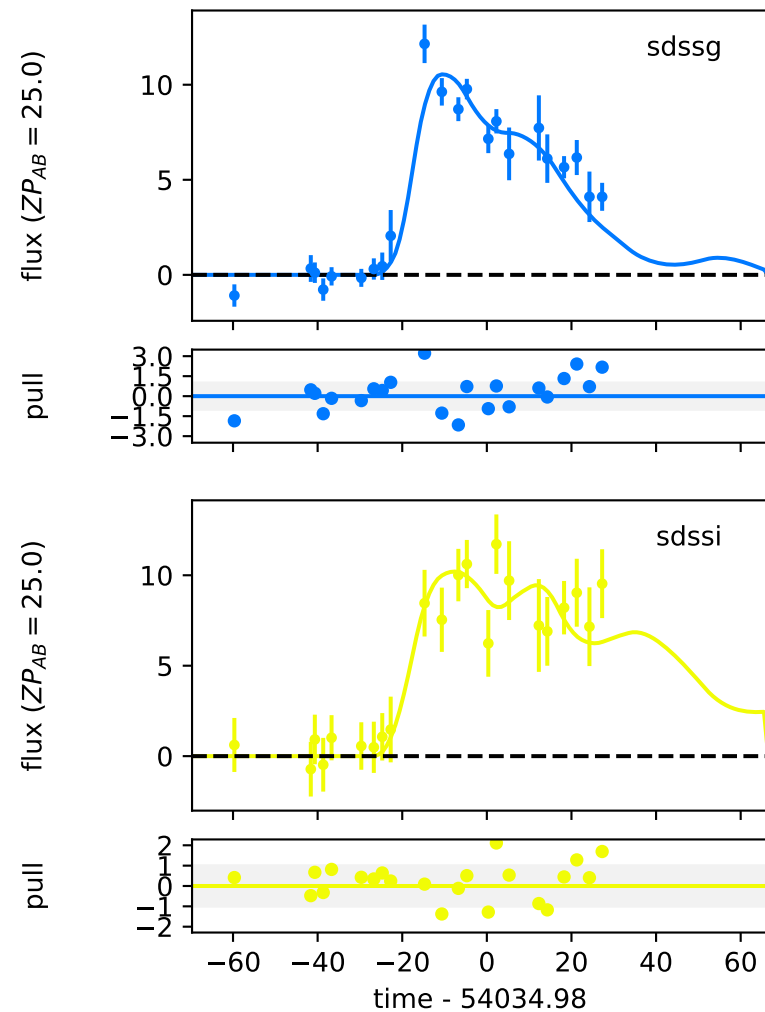 sdssg
flux (ZP_AB = 25.0)
10
5
0
pull
3.0
1.5
0.0
−1.5
−3.0
sdssi
flux (ZP_AB = 25.0)
10
5
0
pull
2
1
0
−1
−2
−60 −40 −20 0 20 40 60
time - 54034.98